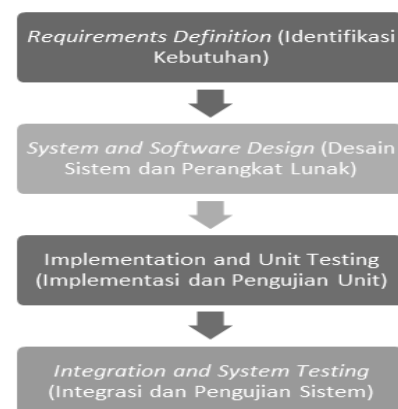 Requirements Definition (Identifikasi
Kebutuhan)
System and Software Design (Desain
Sistem dan Perangkat Lunak)
Implementation and Unit Testing
(Implementasi dan Pengujian Unit)
Integration and System Testing
(Integrasi dan Pengujian Sistem)